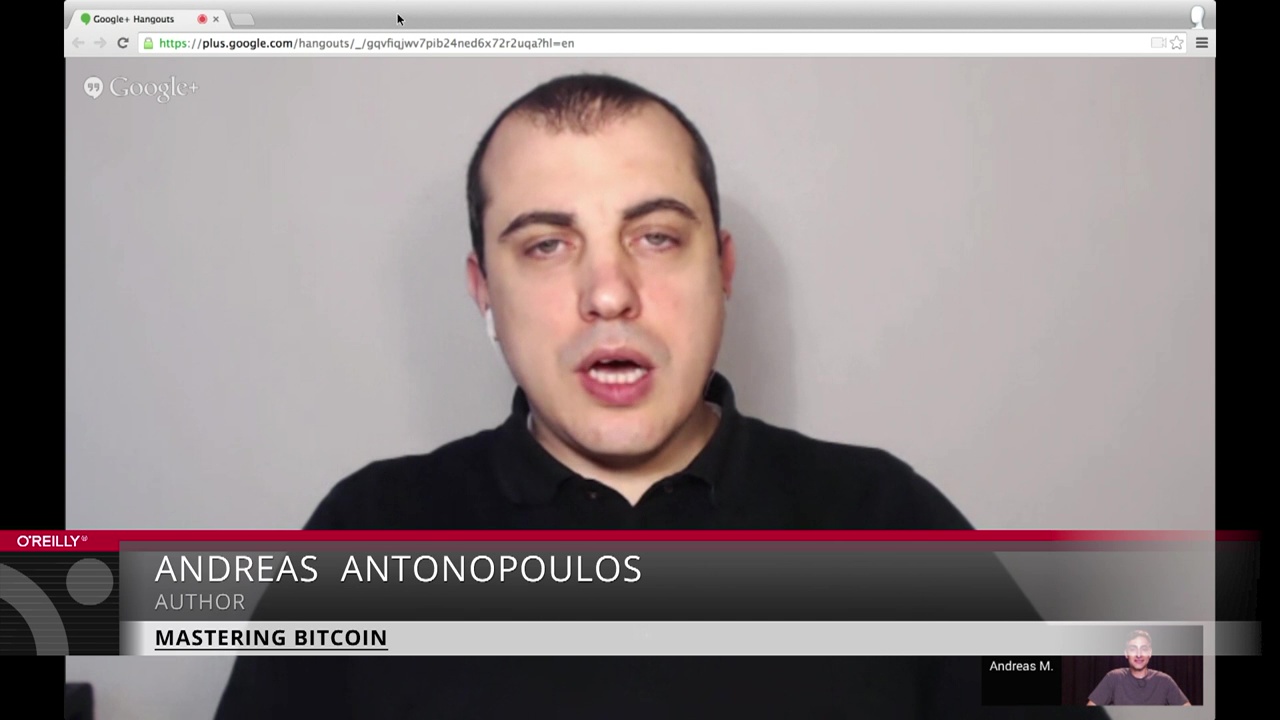 Google+ Hangouts
https://plus.google.com/hangouts/_/gqvfiqjwv7pib24ned6x72r2uqa?hl=en
Google+
O'REILLY®
ANDREAS ANTONOPOULOS
AUTHOR
MASTERING BITCOIN
Andreas M.